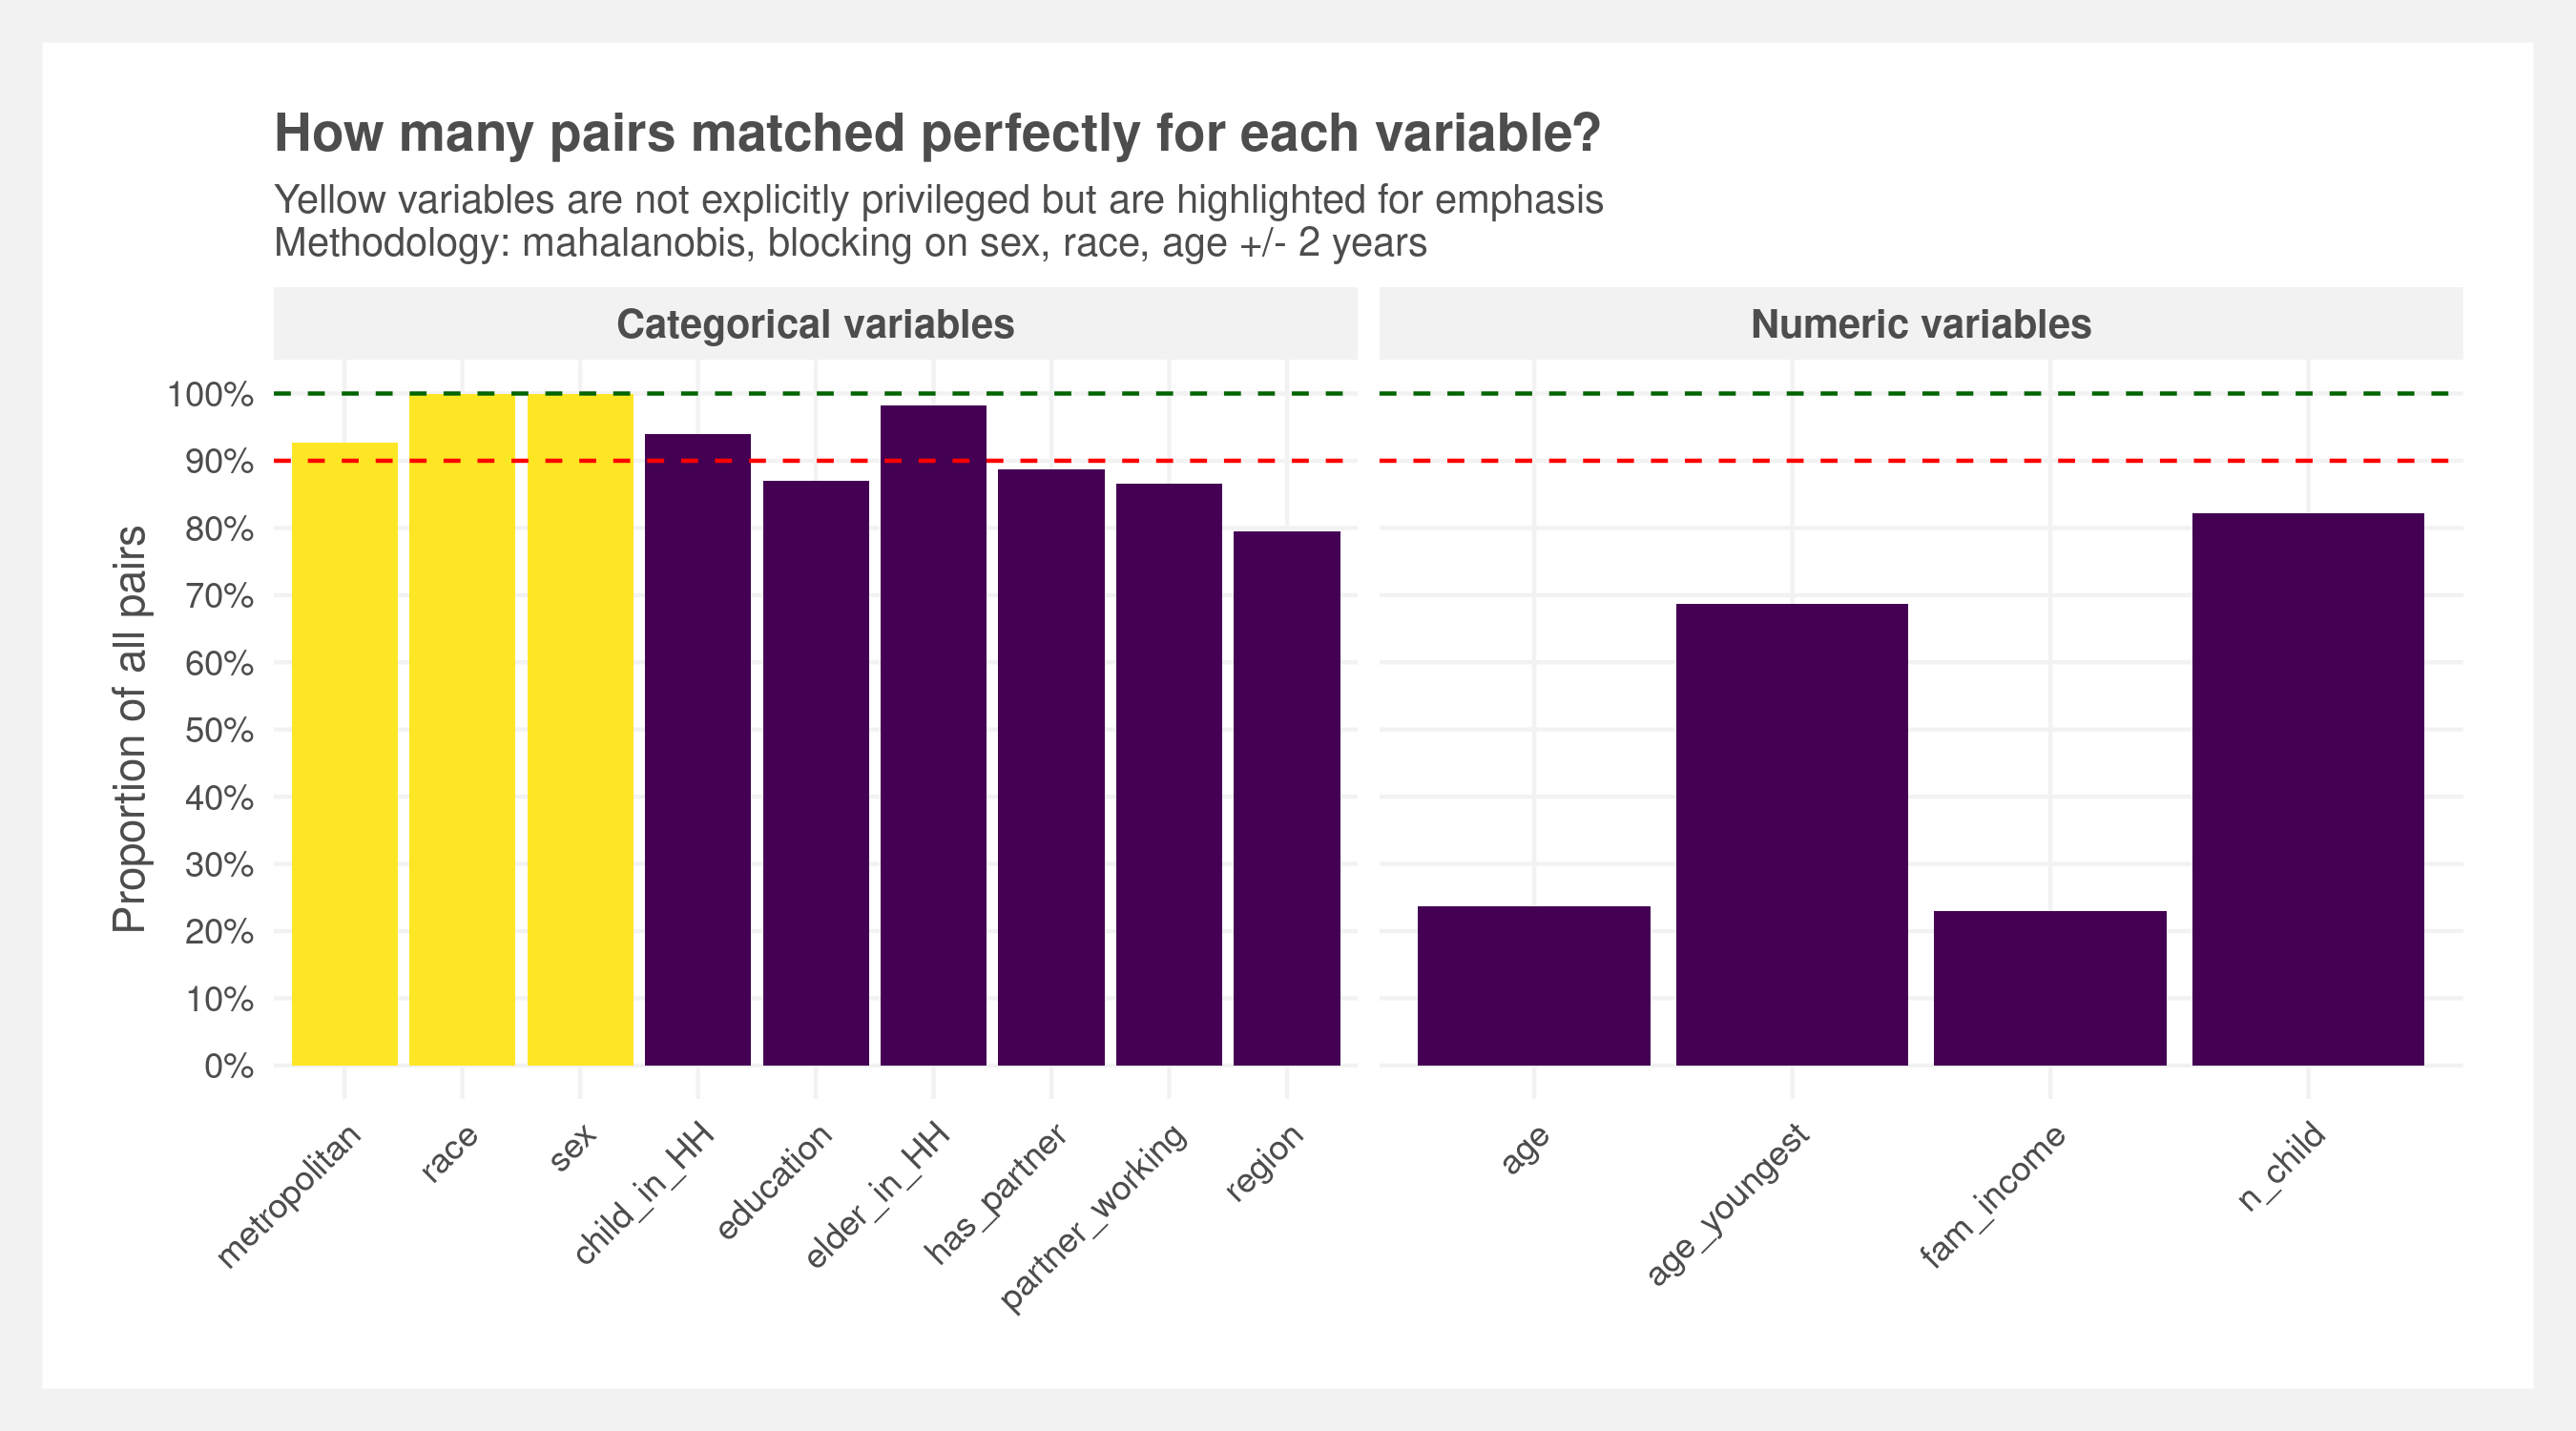 How many pairs matched perfectly for each variable?
Yellow variables are not explicitly privileged but are highlighted for emphasis
Methodology: mahalanobis, blocking on sex, race, age +/- 2 years
Categorical variables
Numeric variables
Proportion of all pairs
100%
90%
80%
70%
60%
50%
40%
30%
20%
10%
0%
metropolitan
race
sex
child_in_HH
education
elder_in_HH
has_partner
partner_working
region
age
age_youngest
fam_income
n_child